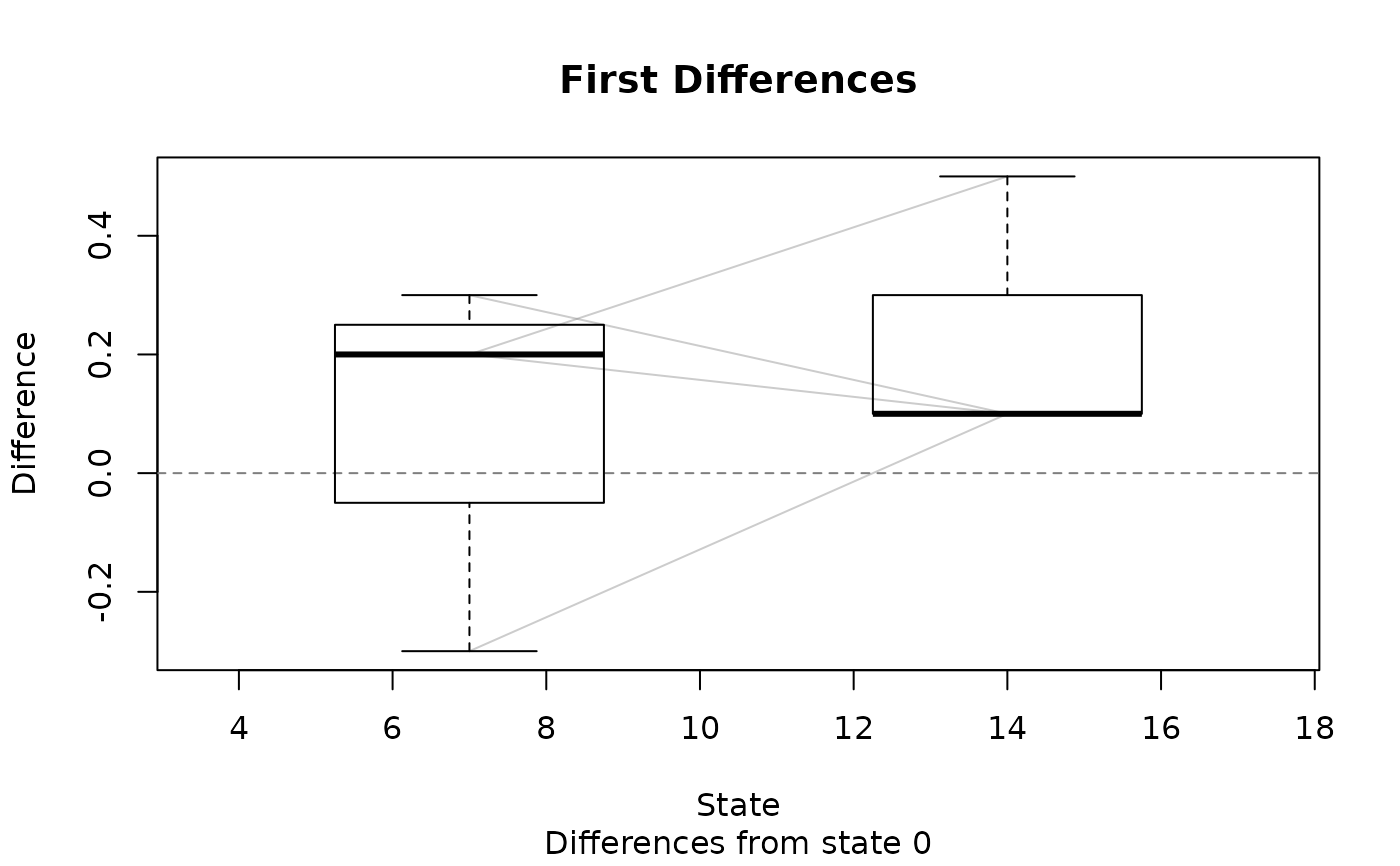 First Differences
Difference
0.4
0.2
0.0
-0.2
4 6 8 10 12 14 16 18
State
Differences from state 0